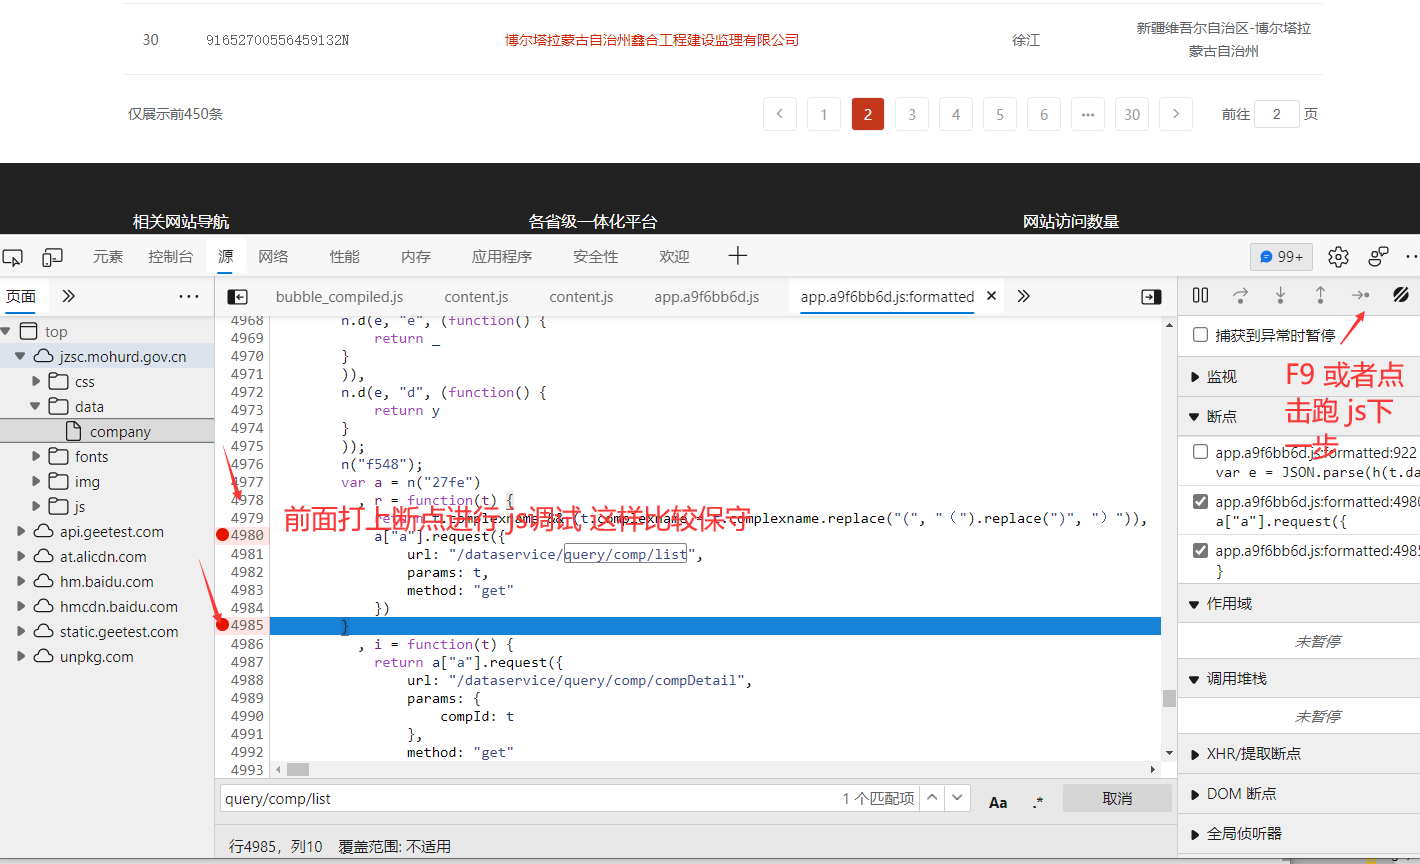 30 91652700556459132N 博尔塔拉蒙古自治州鑫合工程建设监理有限公司 徐江 新疆维吾尔自治区-博尔塔拉
蒙古自治州
仅展示前450条 1 2 3 4 5 6 ••• 30 前往 2 页
相关网站导航 各省级一体化平台 网站访问数量
元素 控制台 源 网络 性能 内存 应用程序 安全性 欢迎 99+
页面 bubble_compiled.js content.js content.js app.a9f6bb6d.js app.a9f6bb6d.js:formatted
top
jzsc.mohurd.gov.cn
css
data
company
fonts
img
js
api.geetest.com
at.alicdn.com
hm.baidu.com
hmcdn.baidu.com
static.geetest.com
unpkg.com
4968 n.d(e, "e", (function() {
4969 return _
4970 }
4971 )),
4972 n.d(e, "d", (function() {
4973 return y
4974 }
4975 ));
4976 n("f548");
4977 var a = n("27fe")
4978 , r = function(t) {
4979 return t.complexname && (t.complexname = t.complexname.replace("(", "（").replace(")", "）")),
前面打上断点进行 js调试 这样比较保守
4980 a["a"].request({
4981 url: "/dataservice/query/comp/list",
4982 params: t,
4983 method: "get"
4984 })
4985 }
4986 , i = function(t) {
4987 return a["a"].request({
4988 url: "/dataservice/query/comp/compDetail",
4989 params: {
4990 compId: t
4991 },
4992 method: "get"
4993
query/comp/list 1 个匹配项 Aa .* 取消
行4985，列10 覆盖范围: 不适用
捕获到异常时暂停
监视
F9 或者点
击跑 js下
一步
断点
app.a9f6bb6d.js:formatted:922
var e = JSON.parse(h(t.da
app.a9f6bb6d.js:formatted:4980
a["a"].request({
app.a9f6bb6d.js:formatted:4985
}
作用域
未暂停
调用堆栈
未暂停
XHR/提取断点
DOM 断点
全局侦听器